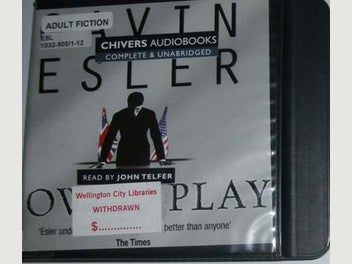 ADULT FICTION
ESL
1032-805/1-12
AVIN
CHIVERS AUDIOBOOKS
COMPLETE & UNABRIDGED
ESLER
READ BY JOHN TELFER
Wellington City Libraries
WITHDRAWN
$..............
OW PLAY
'Esler better than anyone'
The Times